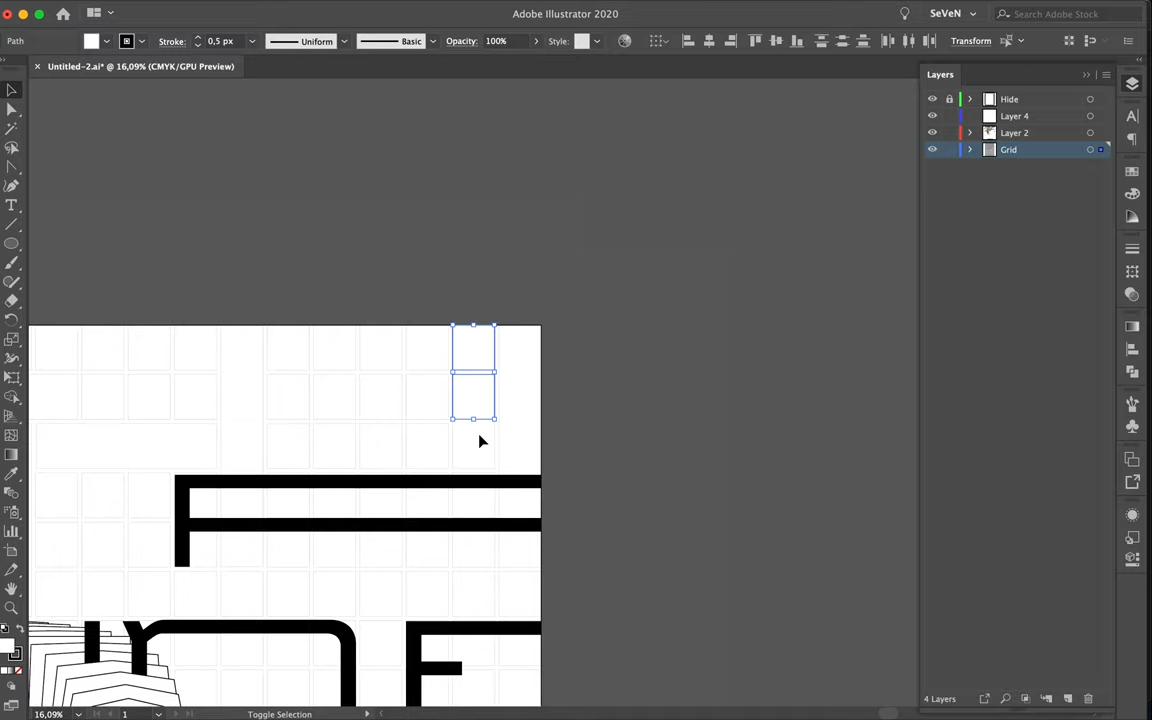 Adobe Illustrator 2020
SeVeN
Search Adobe Stock
Path
Stroke:
0,5 px
Uniform
Basic
Opacity:
100%
Style:
Transform
× Untitled-2.ai* @ 16,09% (CMYK/GPU Preview)
Layers
Hide
Layer 4
Layer 2
Grid
4 Layers
16,09%
1
Toggle Selection